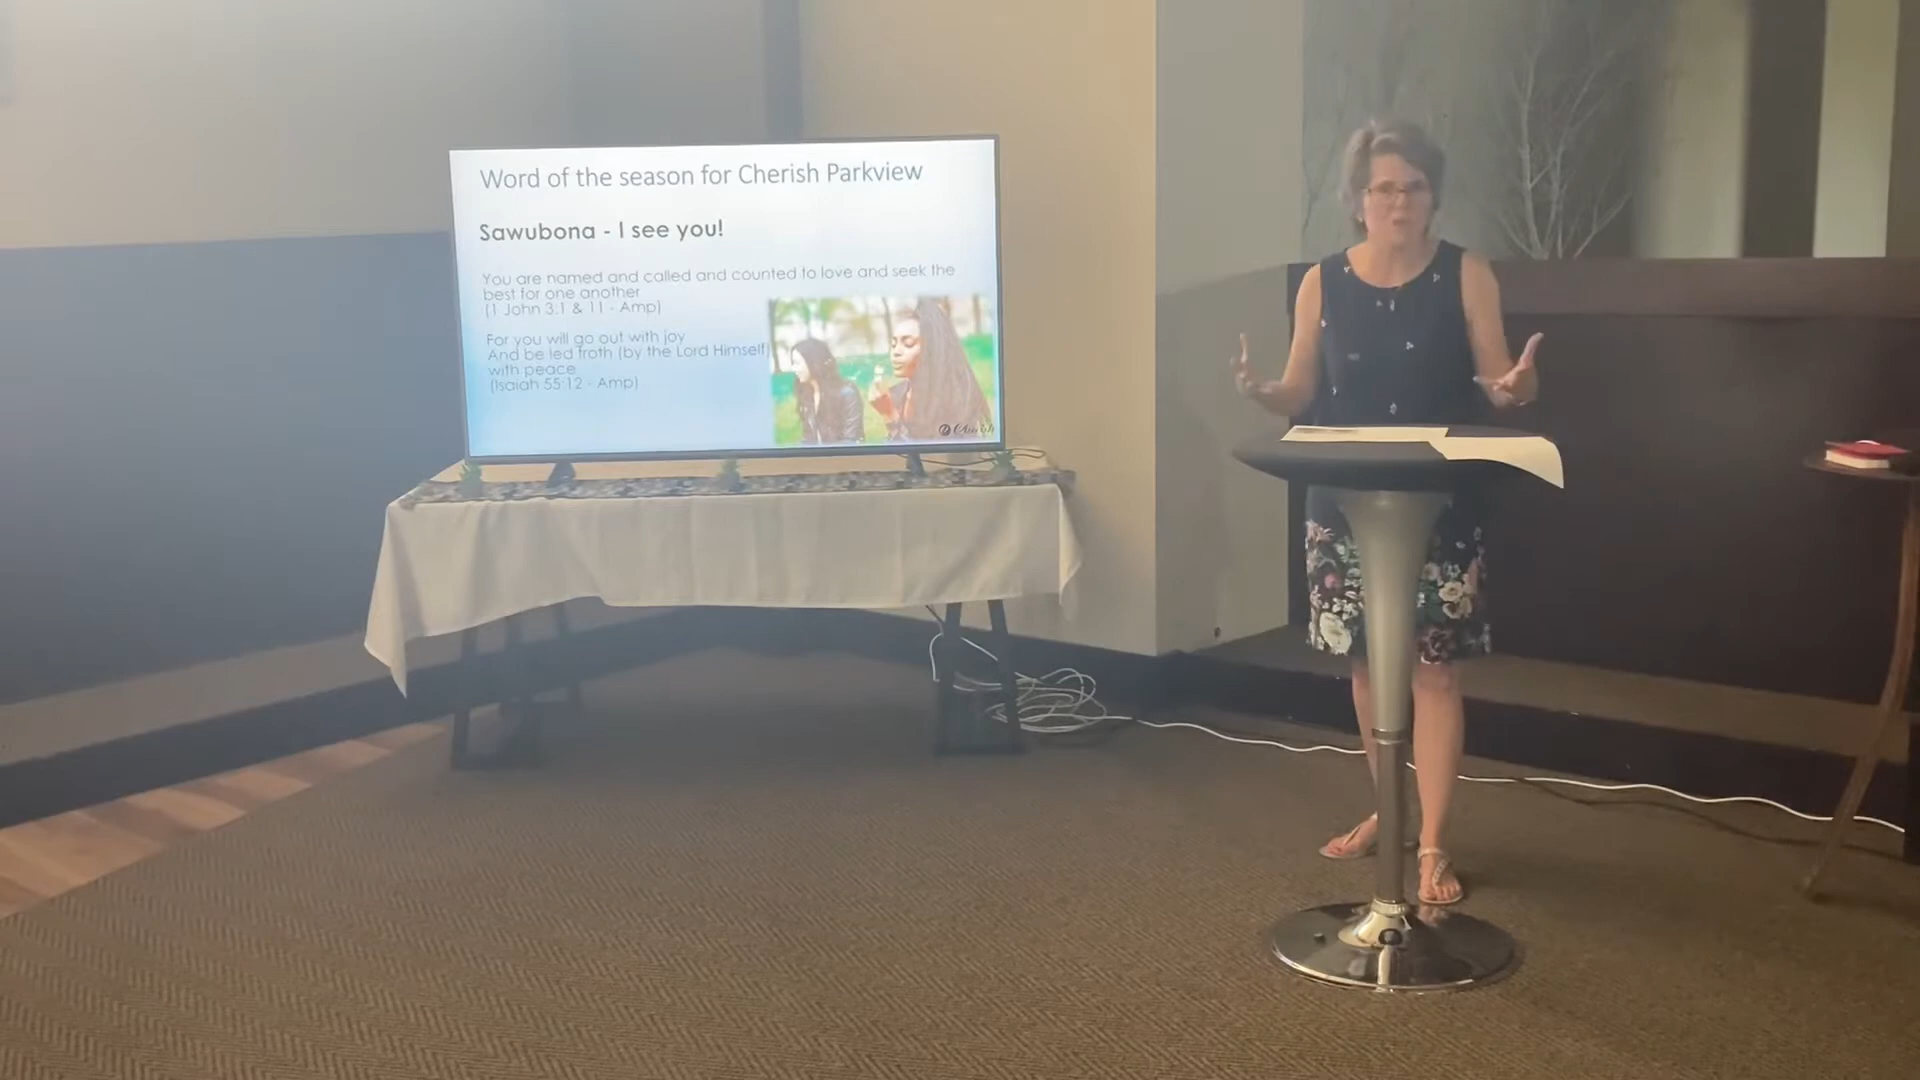 Word of the season for Cherish Parkview
Sawubona - I see you!
You are named and called and counted to love and seek the
best for one another
(1 John 3:1 & 11 - Amp)
For you will go out with joy
And be led froth (by the Lord Himself)
with peace
(Isaiah 55:12 - Amp)
Cherish